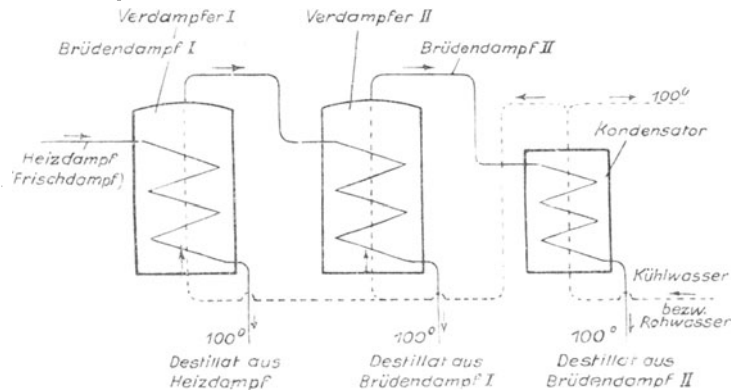 Verdampfer I
Brüdendampf I
Verdampfer II
Brüdendampf II
100°
Kondensator
Heizdampf
(Frischdampf)
Kühlwasser
bezw.
Rohwasser
100°
Destillat aus
Heizdampf
100°
Destillat aus
Brüdendampf I
100°
Destillat aus
Brüdendampf II